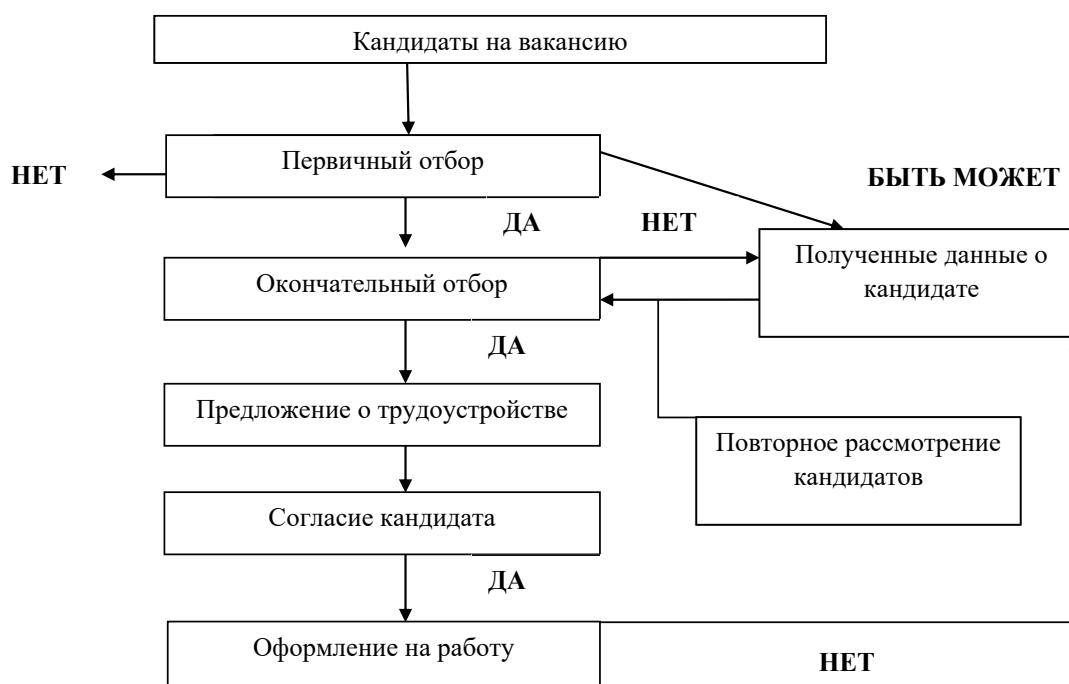 Кандидаты на вакансию
Первичный отбор
НЕТ
БЫТЬ МОЖЕТ
ДА
НЕТ
Полученные данные о
кандидате
Окончательный отбор
ДА
Предложение о трудоустройстве
Повторное рассмотрение
кандидатов
Согласие кандидата
ДА
Оформление на работу
НЕТ